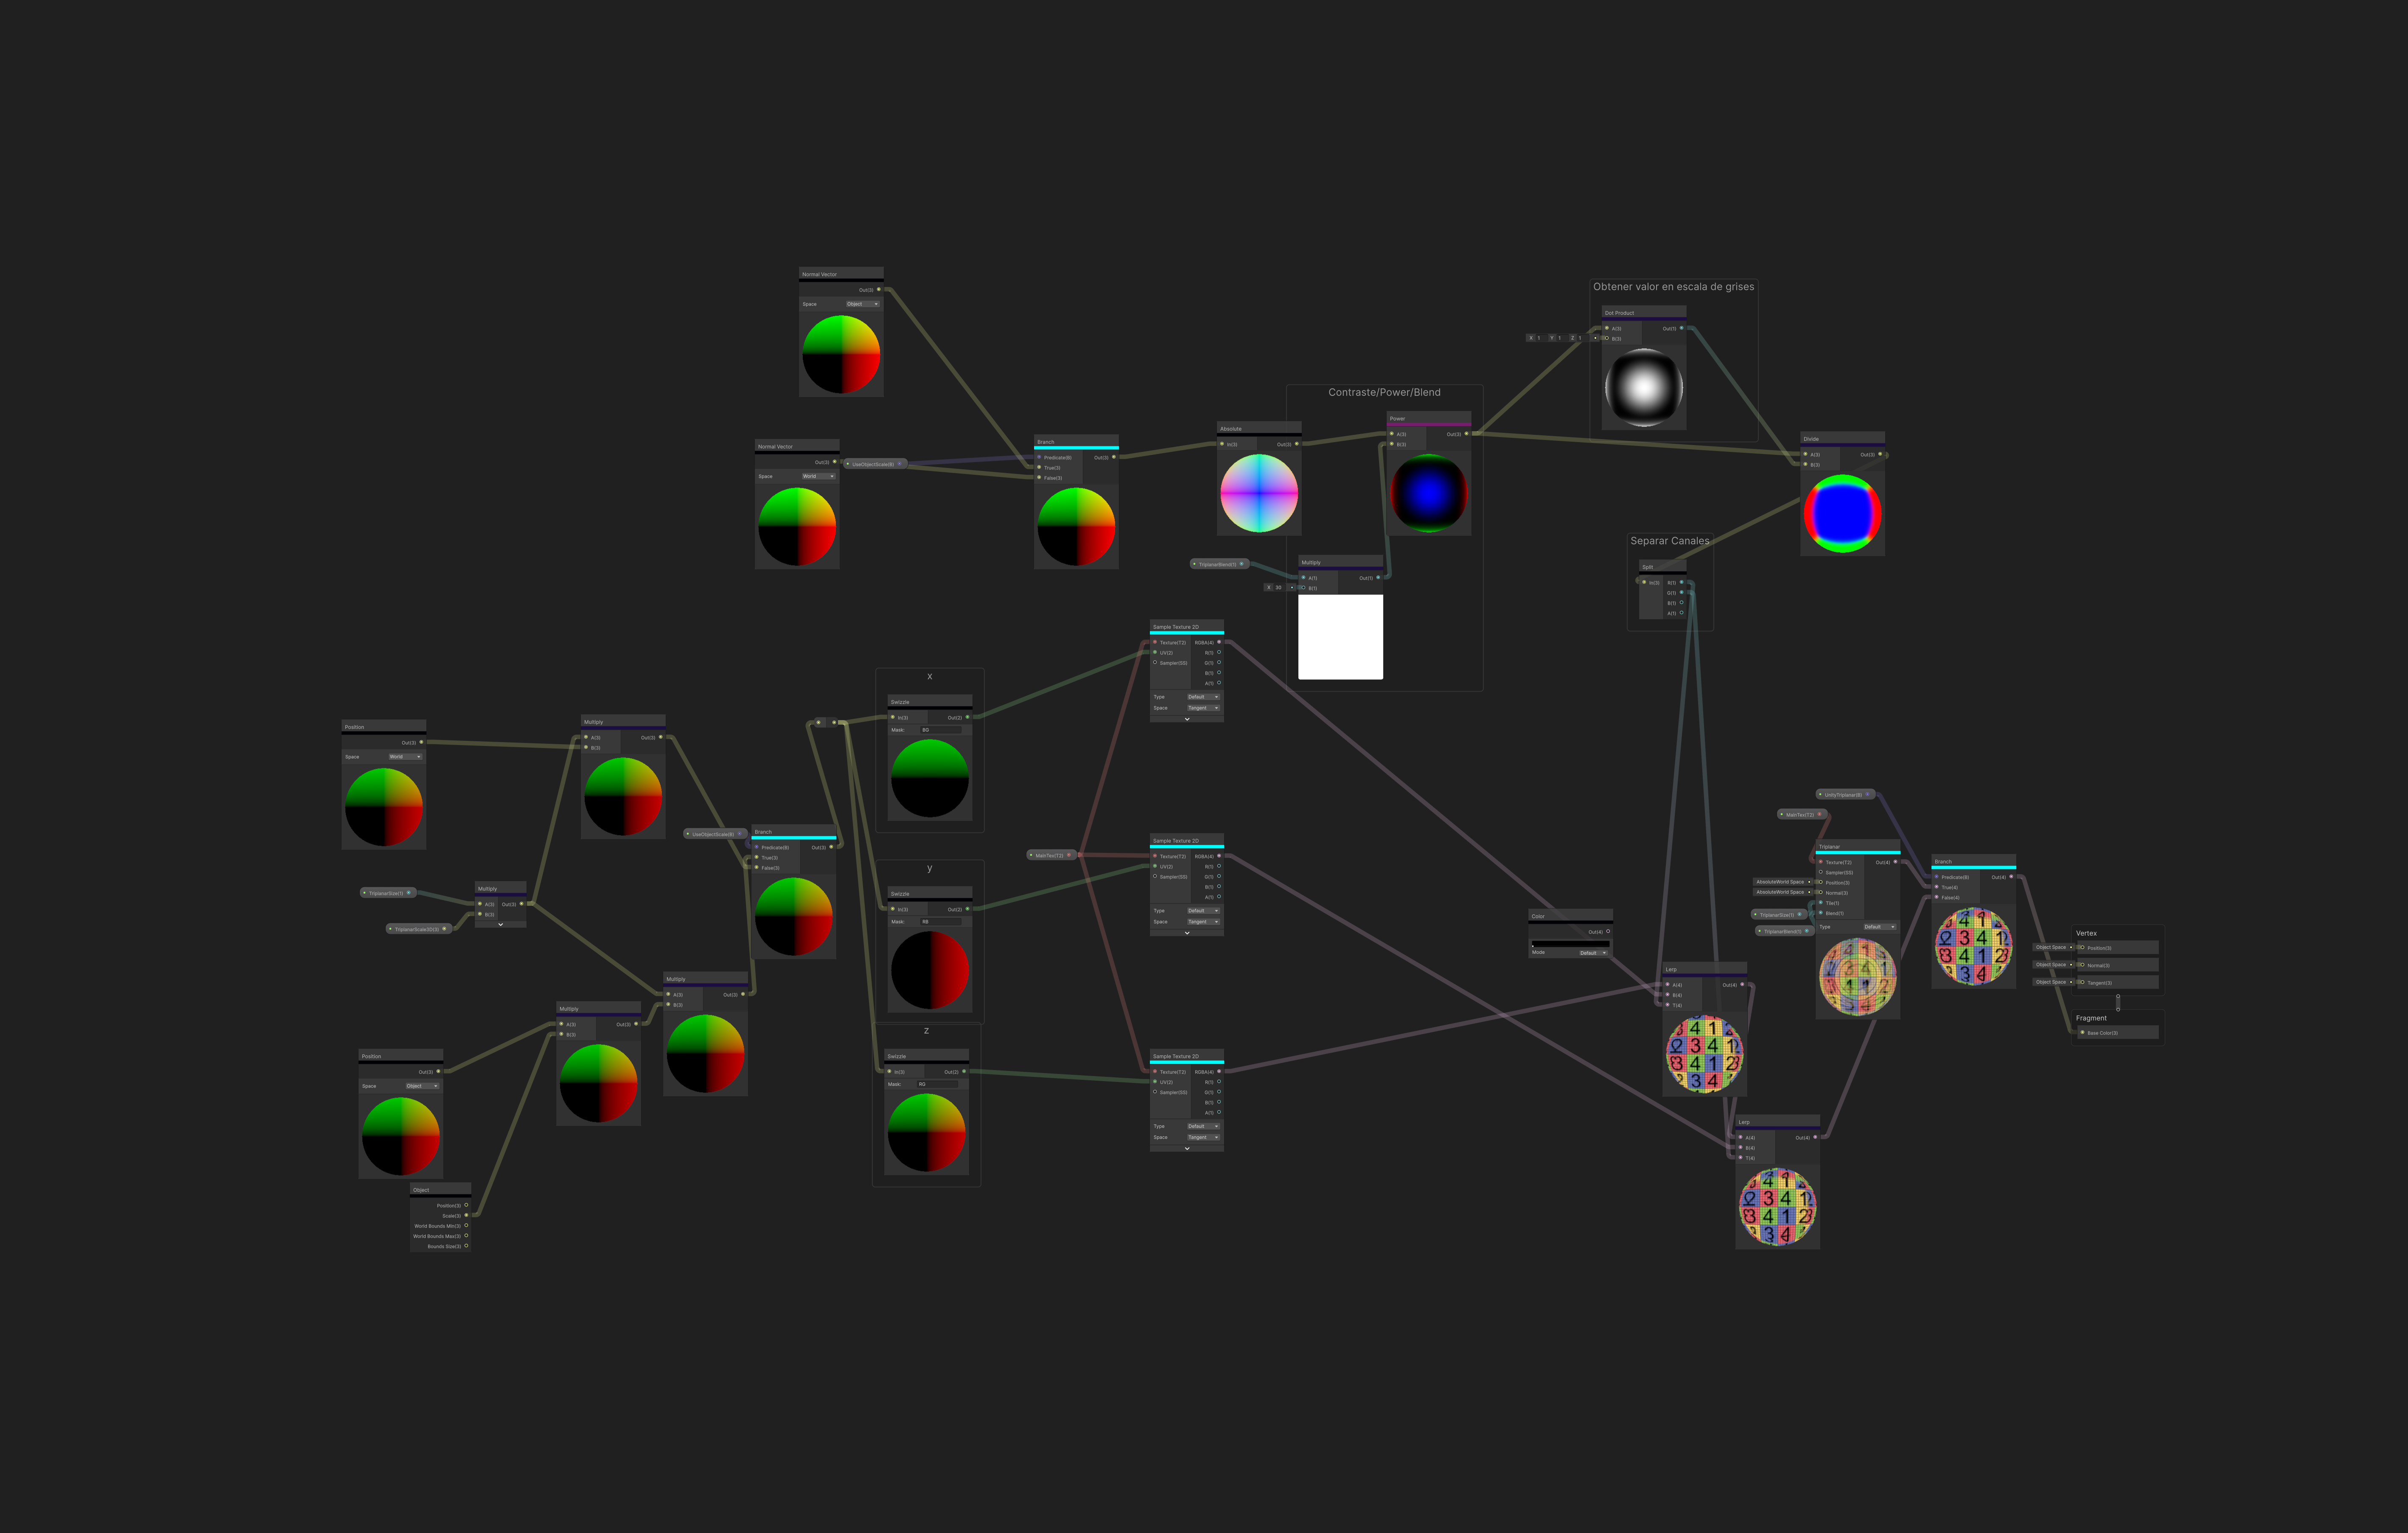 Normal Vector
Out(3)
Space Object
Normal Vector
Out(3)
Space World
UseObjectScale(B)
Branch
Predicate(B) Out(3)
True(3)
False(3)
Absolute
In(3) Out(3)
Contraste/Power/Blend
Power
A(3) Out(3)
B(3)
TriplanarBlend(1)
X 30
Multiply
A(1) Out(1)
B(1)
Obtener valor en escala de grises
X 1 Y 1 Z 1
Dot Product
A(3) Out(1)
B(3)
Divide
A(3) Out(3)
B(3)
Separar Canales
Split
In(3) R(1)
G(1)
B(1)
A(1)
Position
Out(3)
Space World
Multiply
A(3) Out(3)
B(3)
TriplanarSize(1)
TriplanarScale3D(3)
Multiply
A(3) Out(3)
B(3)
UseObjectScale(B)
Branch
Predicate(B) Out(3)
True(3)
False(3)
Multiply
A(3) Out(3)
B(3)
Multiply
A(3) Out(3)
B(3)
Position
Out(3)
Space Object
Object
Position(3)
Scale(3)
World Bounds Min(3)
World Bounds Max(3)
Bounds Size(3)
x
Swizzle
In(3) Out(2)
Mask: BG
y
Swizzle
In(3) Out(2)
Mask: RB
z
Swizzle
In(3) Out(2)
Mask: RG
MainTex(T2)
Sample Texture 2D
Texture(T2) RGBA(4)
UV(2) R(1)
Sampler(SS) G(1)
B(1)
A(1)
Type Default
Space Tangent
Sample Texture 2D
Texture(T2) RGBA(4)
UV(2) R(1)
Sampler(SS) G(1)
B(1)
A(1)
Type Default
Space Tangent
Sample Texture 2D
Texture(T2) RGBA(4)
UV(2) R(1)
Sampler(SS) G(1)
B(1)
A(1)
Type Default
Space Tangent
Color
Out(4)
Mode Default
Lerp
A(4) Out(4)
B(4)
T(4)
Lerp
A(4) Out(4)
B(4)
T(4)
UnityTriplanar(B)
MainTex(T2)
AbsoluteWorld Space
AbsoluteWorld Space
TriplanarSize(1)
TriplanarBlend(1)
Triplanar
Texture(T2) Out(4)
Sampler(SS)
Position(3)
Normal(3)
Tile(1)
Blend(1)
Type Default
Branch
Predicate(B) Out(4)
True(4)
False(4)
Vertex
Object Space Position(3)
Object Space Normal(3)
Object Space Tangent(3)
Fragment
Base Color(3)